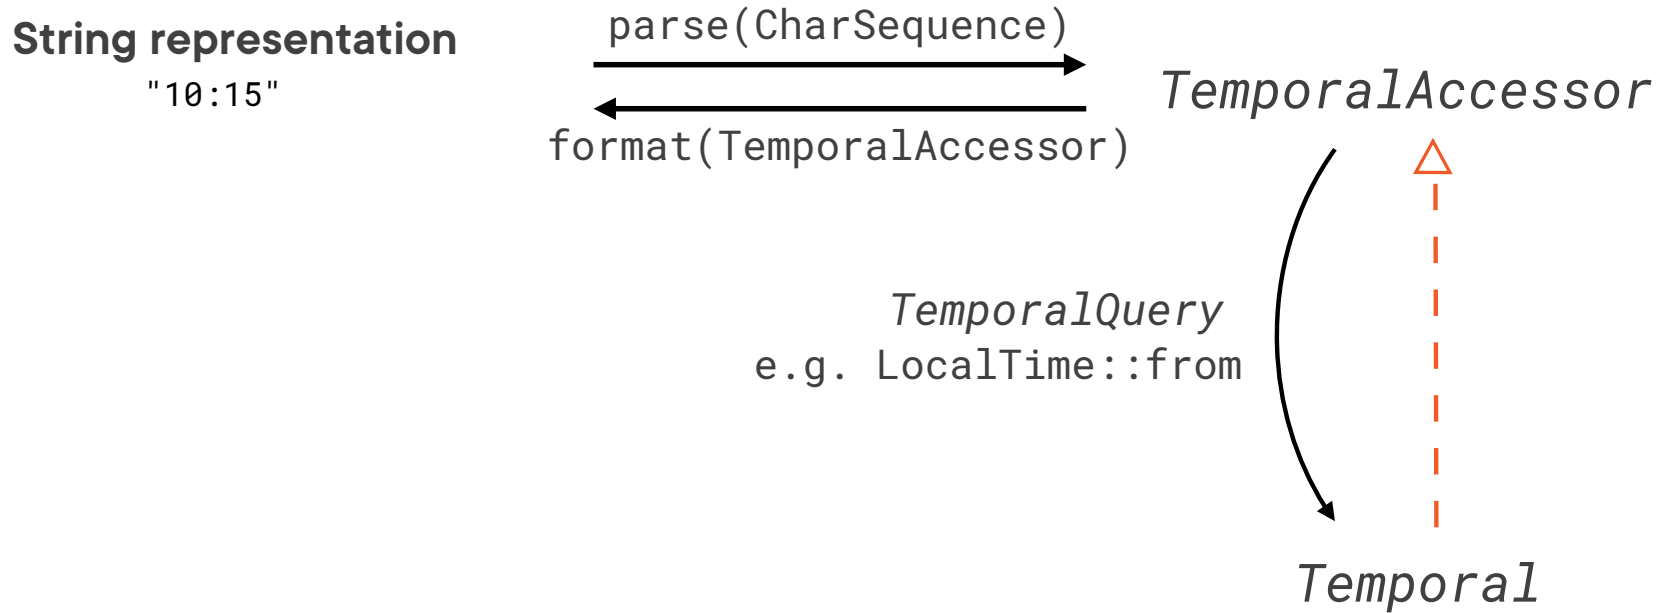 String representation
"10:15"
parse(CharSequence)
format(TemporalAccessor)
TemporalAccessor
TemporalQuery
e.g. LocalTime::from
Temporal